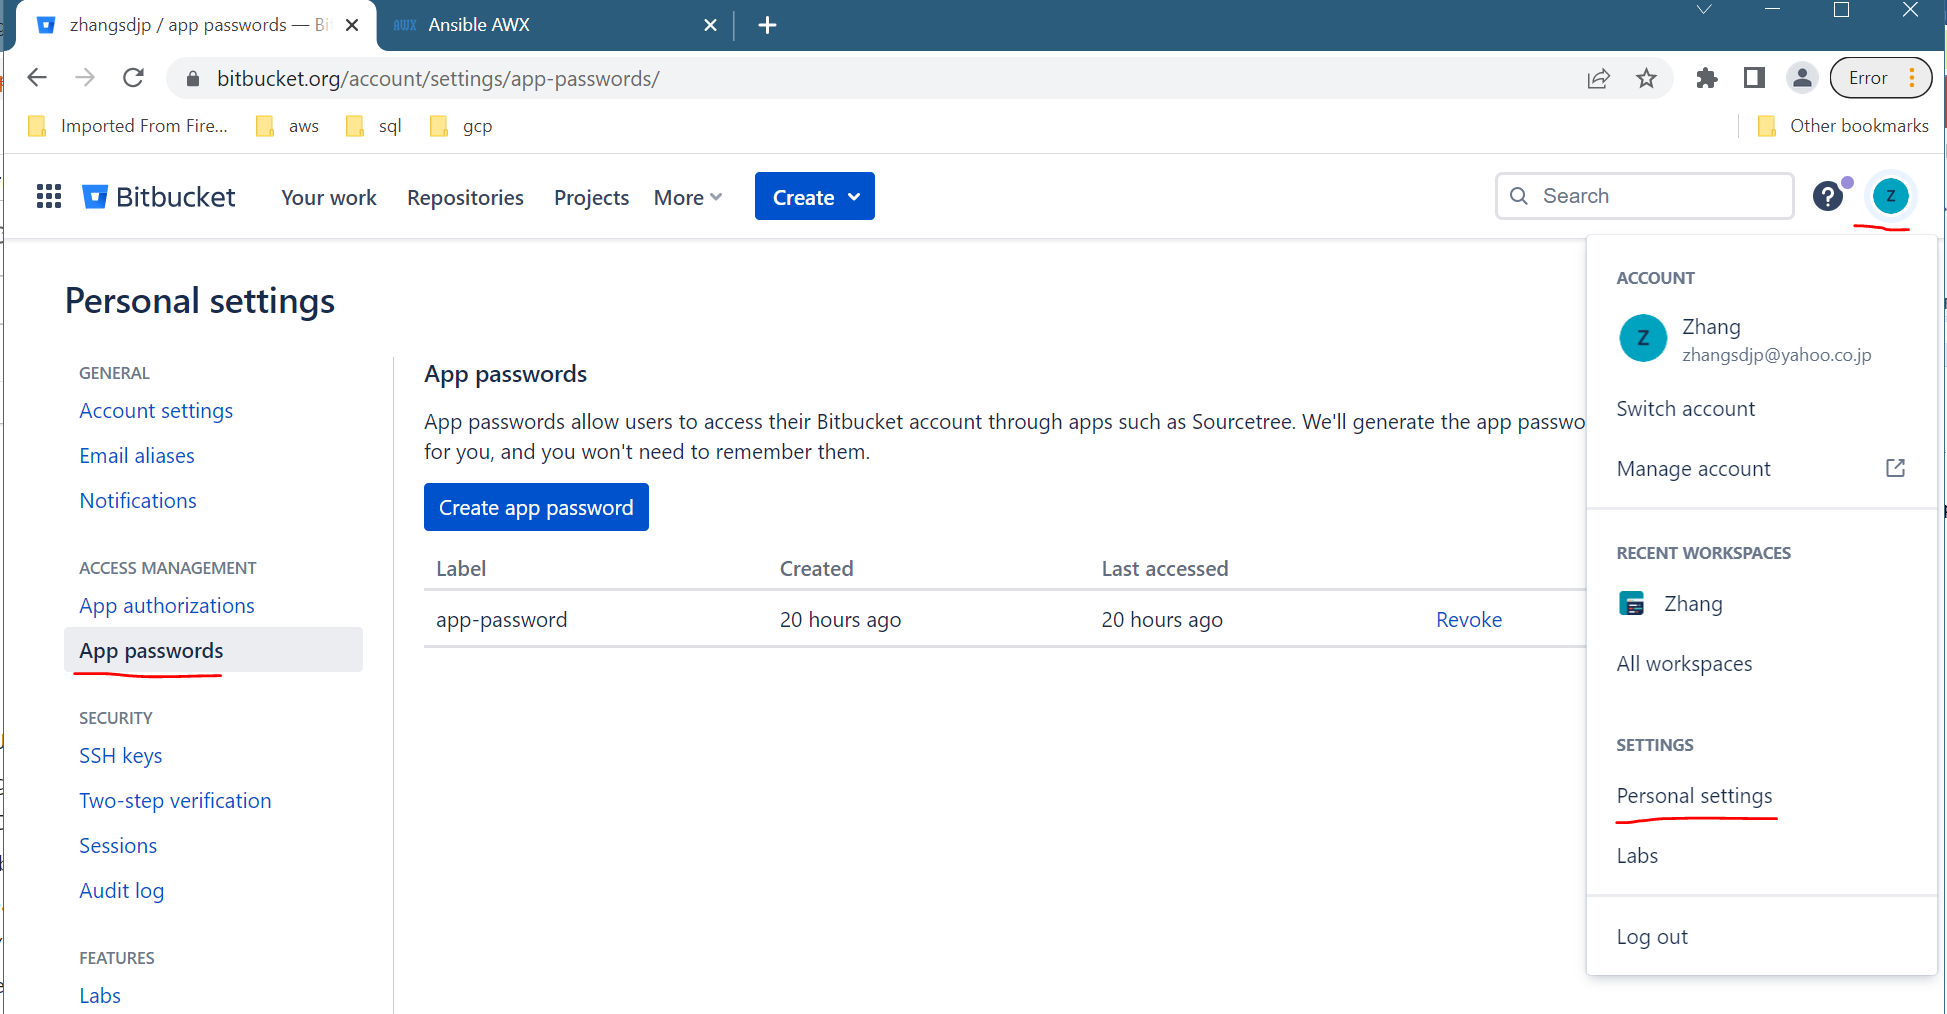 zhangsdjp / app passwords — Bi
AWX Ansible AWX
bitbucket.org/account/settings/app-passwords/
Error
Imported From Fire...
aws
sql
gcp
Other bookmarks
Bitbucket
Your work
Repositories
Projects
More
Create
Search
?
Z
Personal settings
GENERAL
Account settings
Email aliases
Notifications
ACCESS MANAGEMENT
App authorizations
App passwords
SECURITY
SSH keys
Two-step verification
Sessions
Audit log
FEATURES
Labs
App passwords
App passwords allow users to access their Bitbucket account through apps such as Sourcetree. We'll generate the app passwo
for you, and you won't need to remember them.
Create app password
Label Created Last accessed
app-password 20 hours ago 20 hours ago Revoke
ACCOUNT
Z
Zhang
zhangsdjp@yahoo.co.jp
Switch account
Manage account
RECENT WORKSPACES
Zhang
All workspaces
SETTINGS
Personal settings
Labs
Log out